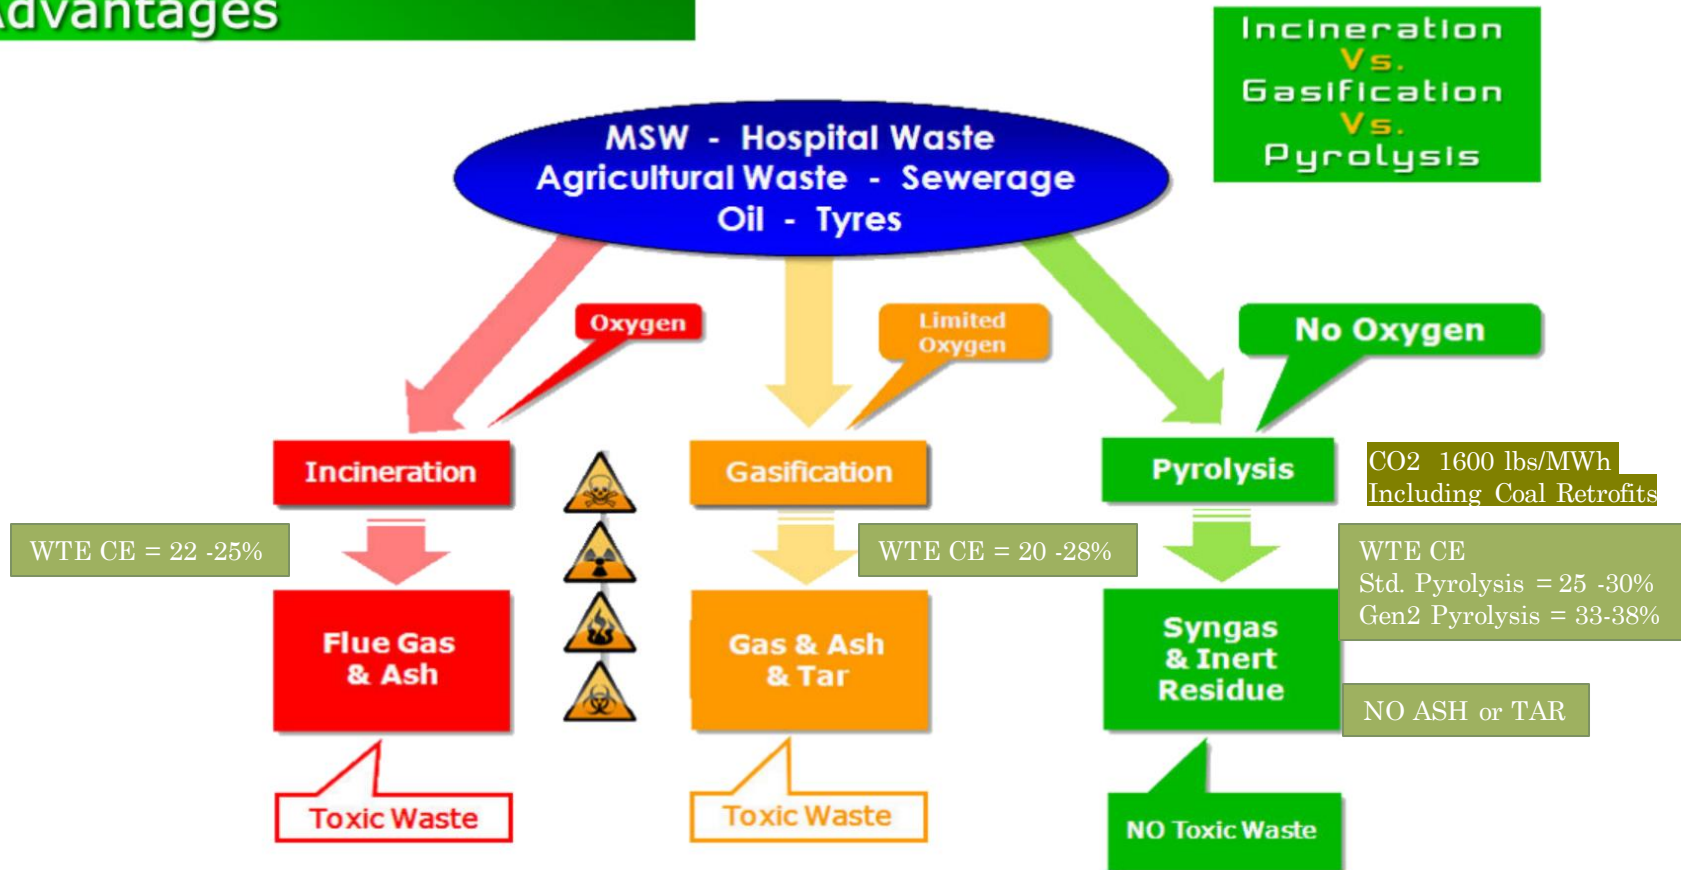 Advantages
Incineration
Vs.
Gasification
Vs.
Pyrolysis
MSW - Hospital Waste
Agricultural Waste - Sewerage
Oil - Tyres
Oxygen
Limited
Oxygen
No Oxygen
Incineration
Gasification
Pyrolysis
CO2 1600 lbs/MWh
Including Coal Retrofits
WTE CE = 22 -25%
WTE CE = 20 -28%
WTE CE
Std. Pyrolysis = 25 -30%
Gen2 Pyrolysis = 33-38%
Flue Gas
& Ash
Gas & Ash
& Tar
Syngas
& Inert
Residue
NO ASH or TAR
Toxic Waste
Toxic Waste
NO Toxic Waste